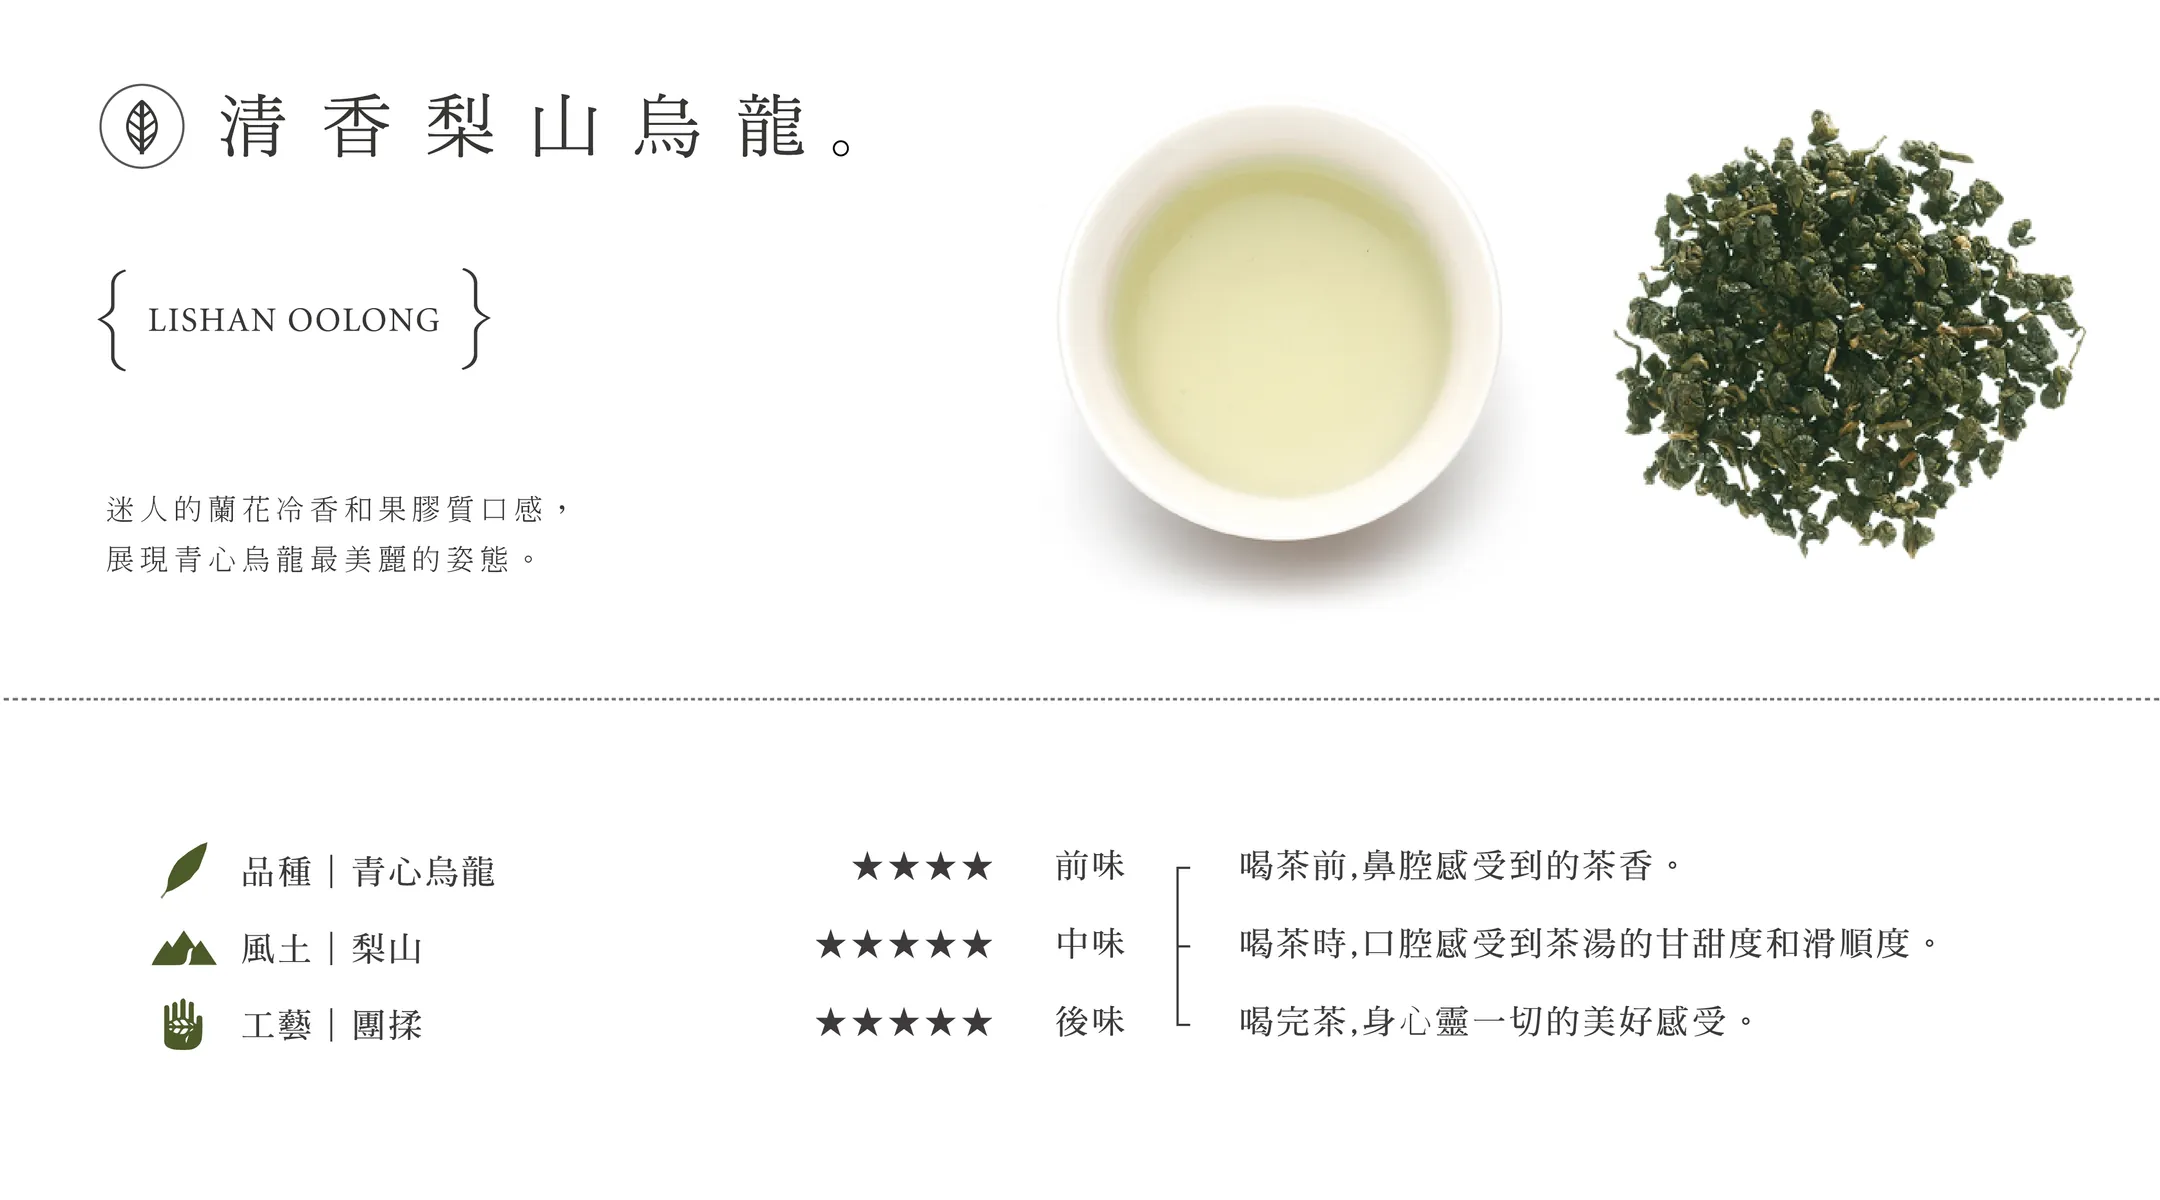 清香梨山烏龍。
LISHAN OOLONG
迷人的蘭花冷香和果膠質口感，
展現青心烏龍最美麗的姿態。
品種｜青心烏龍
風土｜梨山
工藝｜團揉
★★★★ 前味 喝茶前,鼻腔感受到的茶香。
★★★★★ 中味 喝茶時,口腔感受到茶湯的甘甜度和滑順度。
★★★★★ 後味 喝完茶,身心靈一切的美好感受。